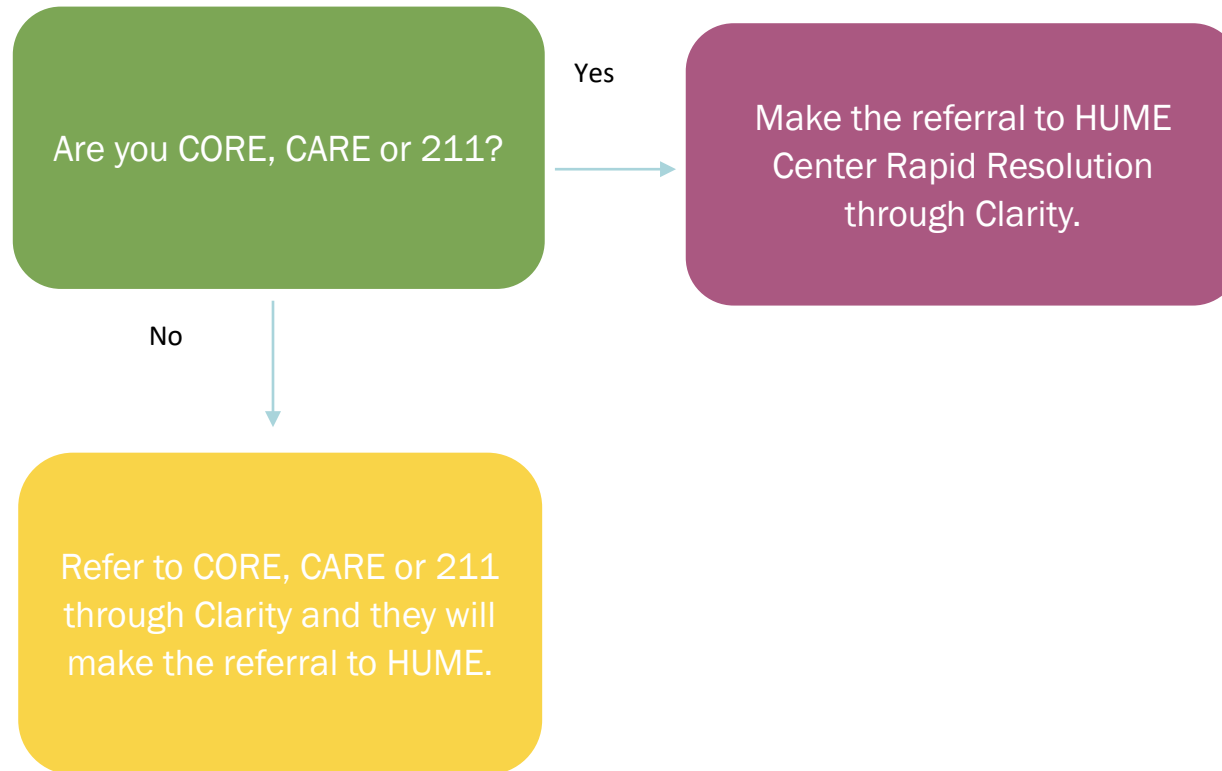 Are you CORE, CARE or 211?
Yes
Make the referral to HUME
Center Rapid Resolution
through Clarity.
No
Refer to CORE, CARE or 211
through Clarity and they will
make the referral to HUME.